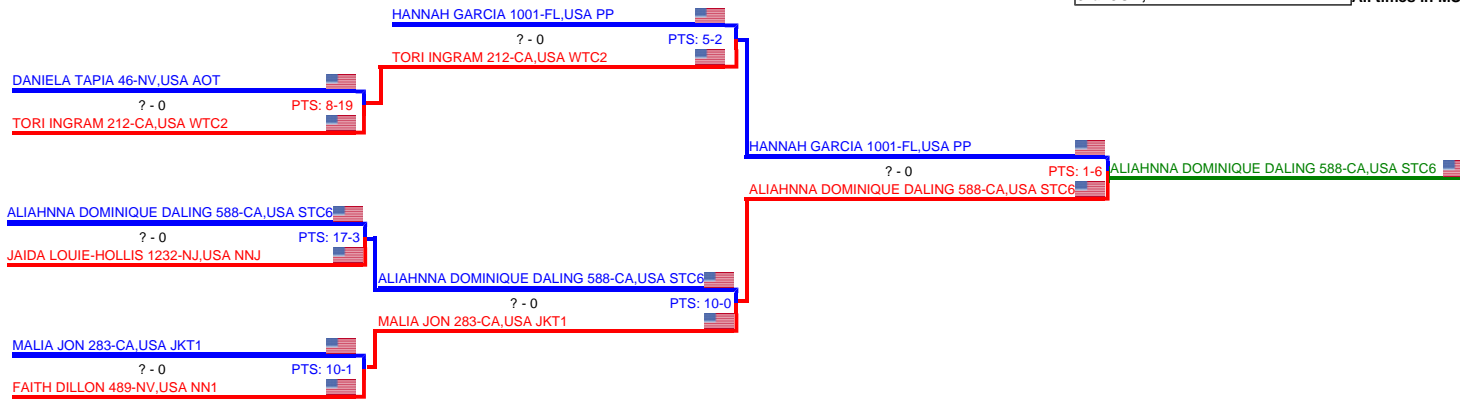 All times in
HANNAH GARCIA 1001-FL,USA PP
? - 0 PTS: 5-2
TORI INGRAM 212-CA,USA WTC2
DANIELA TAPIA 46-NV,USA AOT
? - 0 PTS: 8-19
TORI INGRAM 212-CA,USA WTC2
HANNAH GARCIA 1001-FL,USA PP
? - 0 PTS: 1-6
ALIAHNNA DOMINIQUE DALING 588-CA,USA STC6
ALIAHNNA DOMINIQUE DALING 588-CA,USA STC6
ALIAHNNA DOMINIQUE DALING 588-CA,USA STC6
? - 0 PTS: 17-3
JAIDA LOUIE-HOLLIS 1232-NJ,USA NNJ
ALIAHNNA DOMINIQUE DALING 588-CA,USA STC6
? - 0 PTS: 10-0
MALIA JON 283-CA,USA JKT1
MALIA JON 283-CA,USA JKT1
? - 0 PTS: 10-1
FAITH DILLON 489-NV,USA NN1